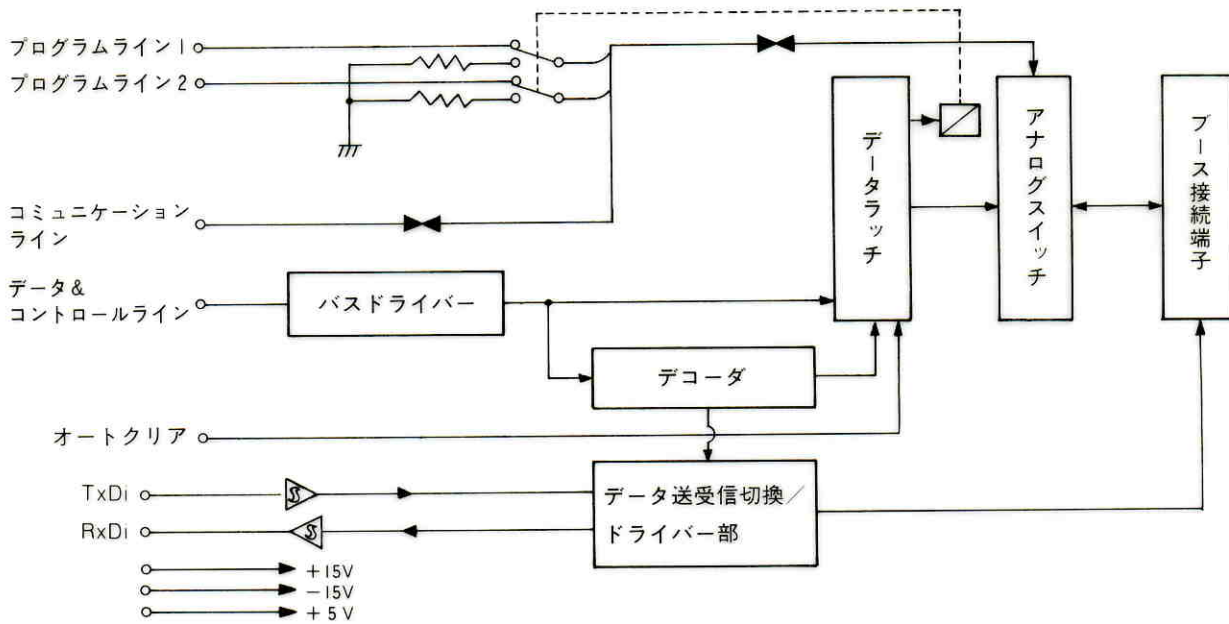 プログラムライン1
プログラムライン2
コミュニケーション
ライン
データ&
コントロールライン
バスドライバー
デコーダ
データラッチ
アナログスイッチ
ブース接続端子
オートクリア
TxDi
RxDi
データ送受信切換/
ドライバー部
+15V
-15V
+5V